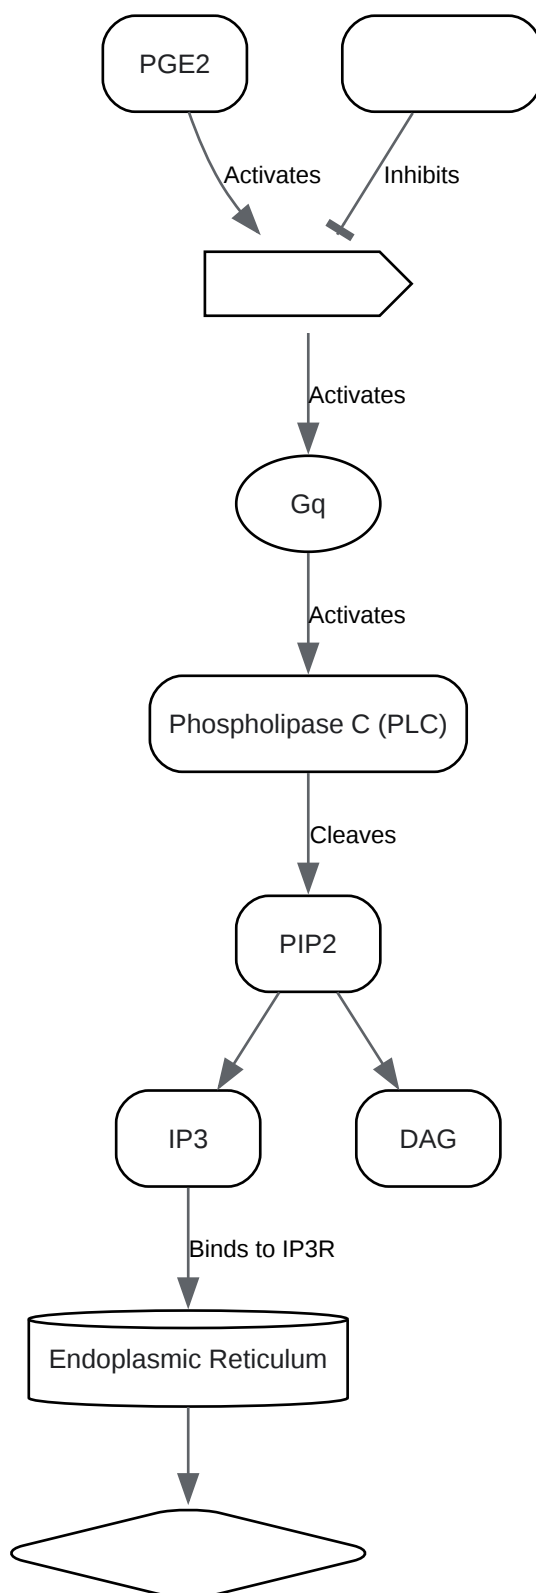 PGE2
Activates
Inhibits
Activates
Gq
Activates
Phospholipase C (PLC)
Cleaves
PIP2
IP3
DAG
Binds to IP3R
Endoplasmic Reticulum